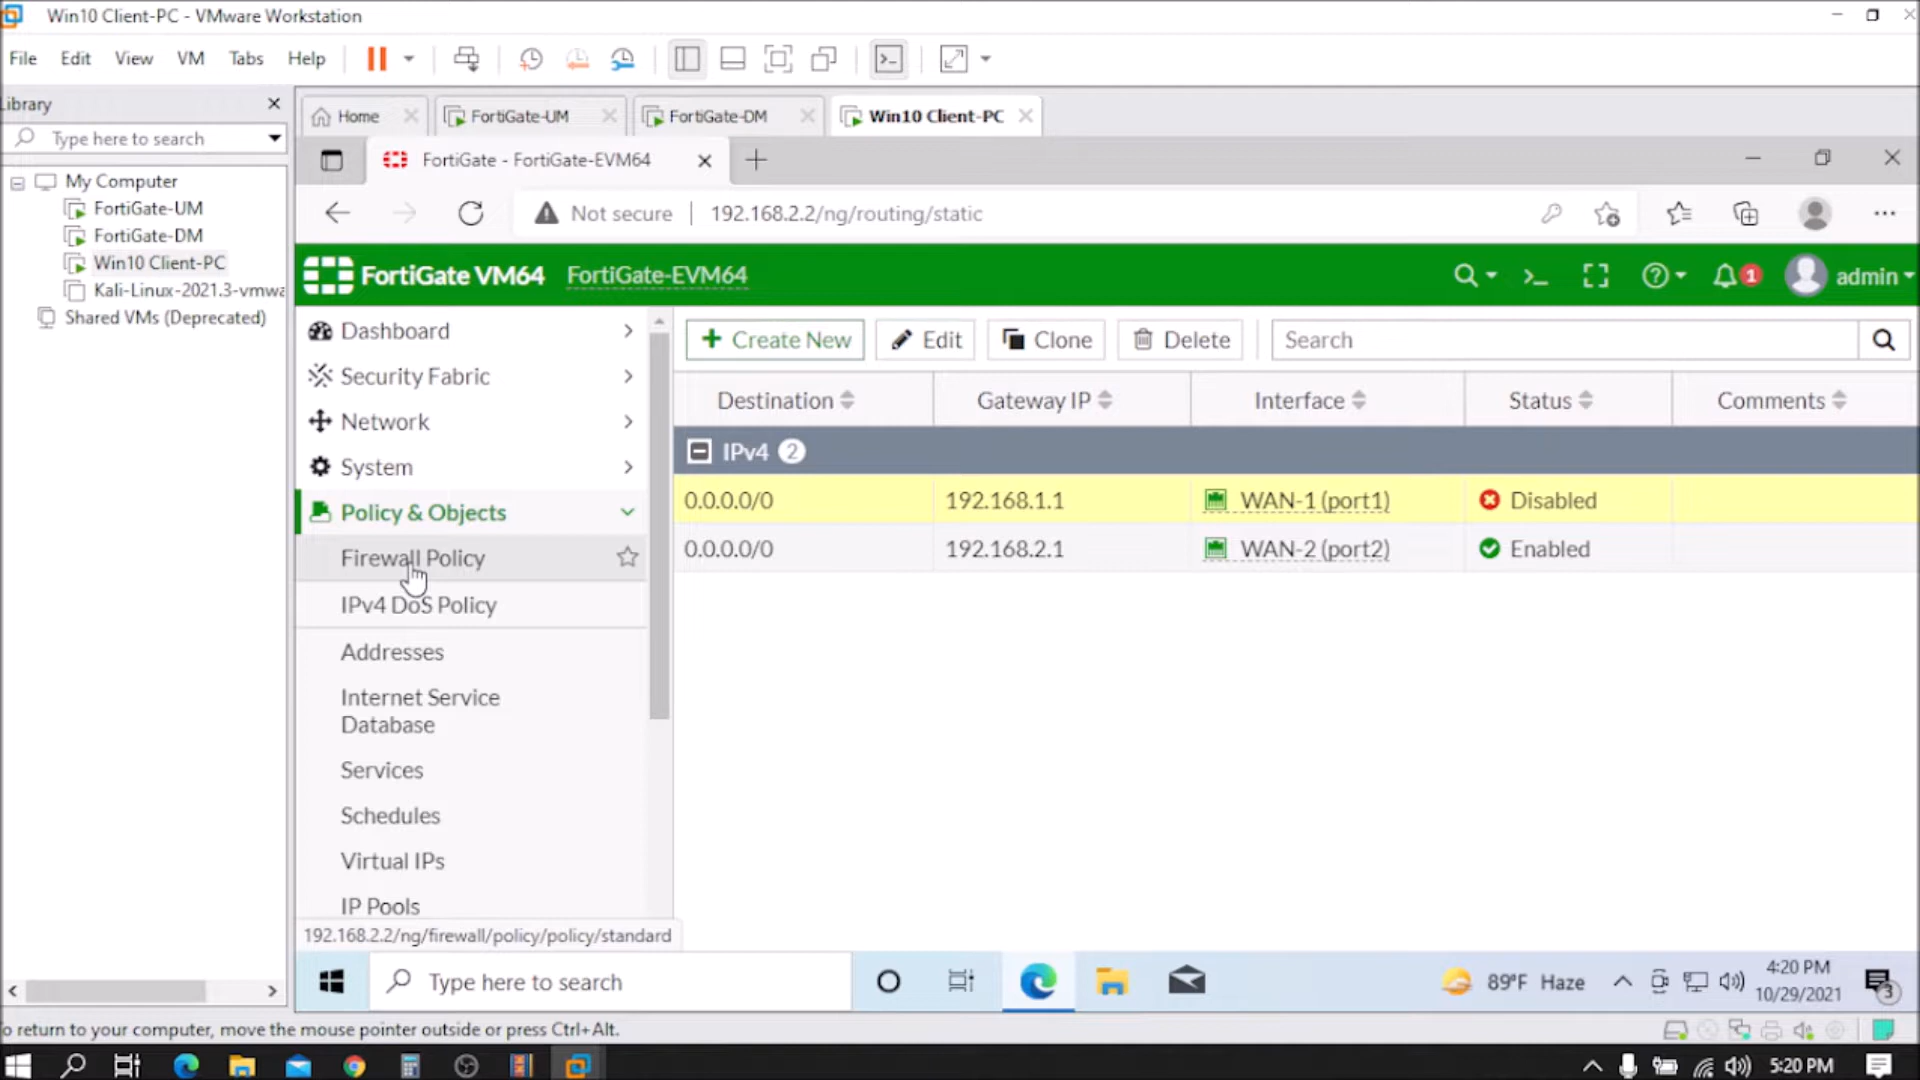 Win10 Client-PC - VMware Workstation
File Edit View VM Tabs Help
Library
Type here to search
My Computer
FortiGate-UM
FortiGate-DM
Win10 Client-PC
Kali-Linux-2021.3-vmwa
Shared VMs (Deprecated)
Home FortiGate-UM FortiGate-DM Win10 Client-PC
FortiGate - FortiGate-EVM64
Not secure 192.168.2.2/ng/routing/static
FortiGate VM64 FortiGate-EVM64 1 admin
Dashboard
Security Fabric
Network
System
Policy & Objects
Firewall Policy
IPv4 DoS Policy
Addresses
Internet Service
Database
Services
Schedules
Virtual IPs
IP Pools
192.168.2.2/ng/firewall/policy/policy/standard
Create New Edit Clone Delete Search
Destination Gateway IP Interface Status Comments
IPv4 2
0.0.0.0/0 192.168.1.1 WAN-1 (port1) Disabled
0.0.0.0/0 192.168.2.1 WAN-2 (port2) Enabled
Type here to search
89°F Haze
4:20 PM
10/29/2021
3
o return to your computer, move the mouse pointer outside or press Ctrl+Alt.
5:20 PM